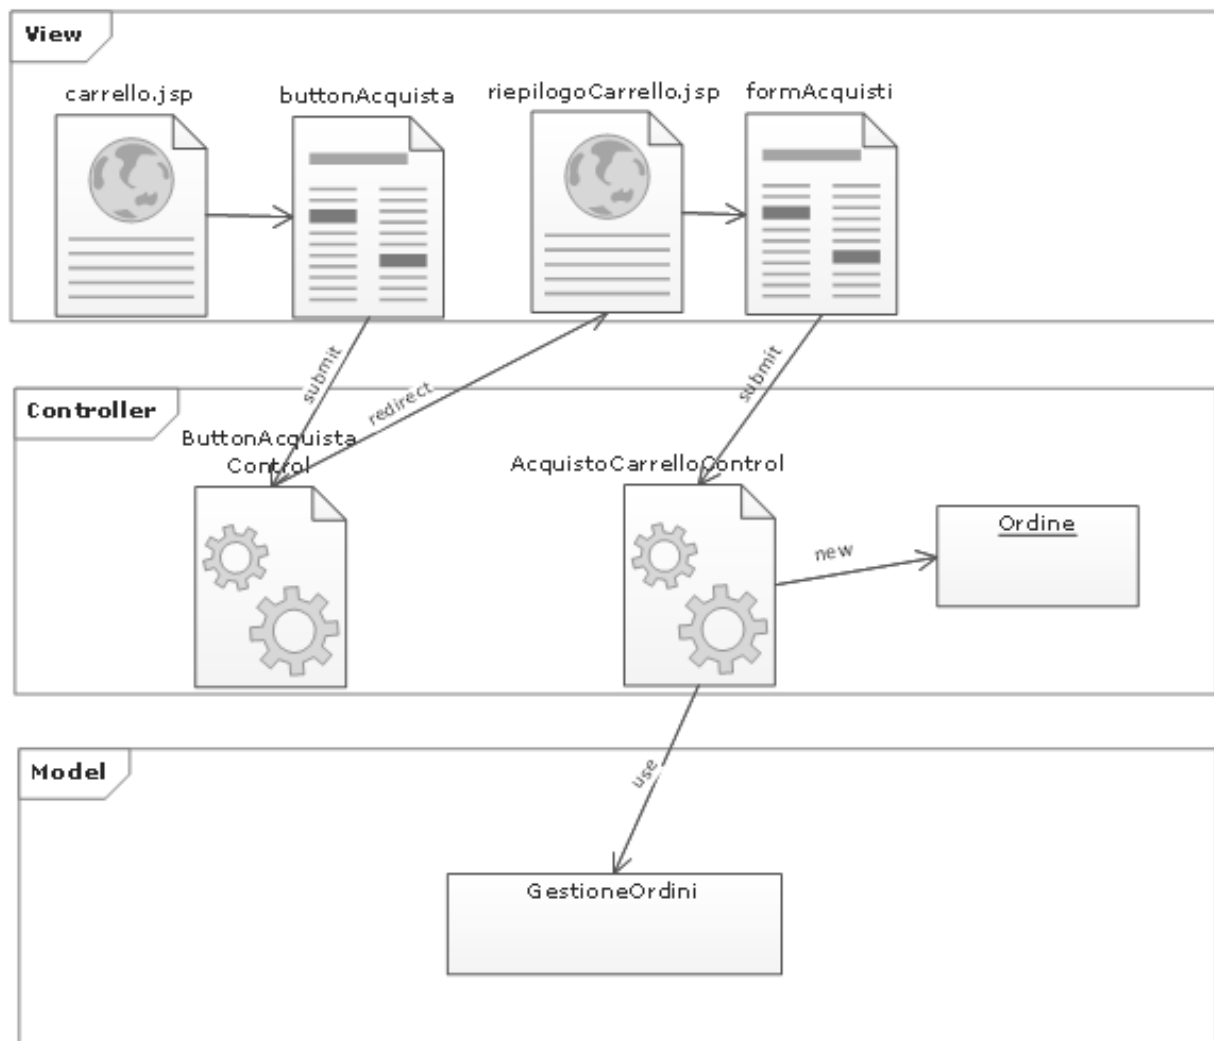 View
carrello.jsp
buttonAcquista
riepilogoCarrello.jsp
formAcquisti
submit
redirect
submit
Controller
ButtonAcquista
Control
AcquistoCarrelloControl
new
Ordine
use
Model
GestioneOrdini